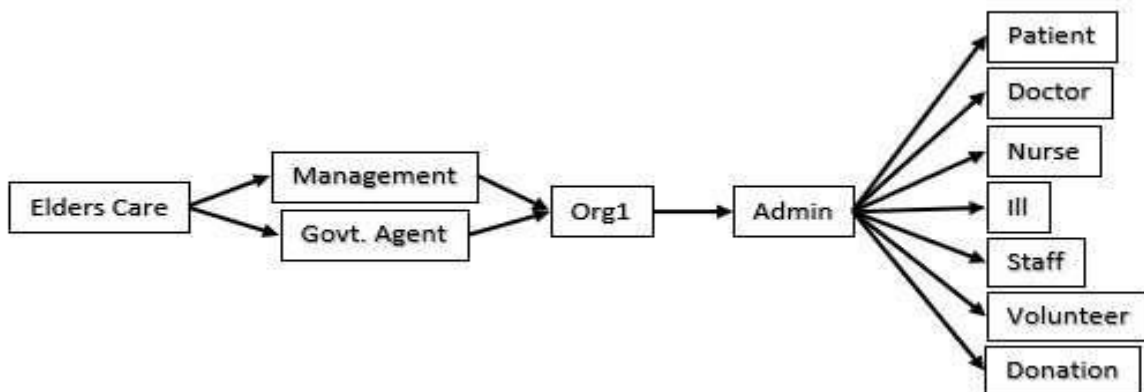 Elders Care
Management
Govt. Agent
Org1
Admin
Patient
Doctor
Nurse
Ill
Staff
Volunteer
Donation